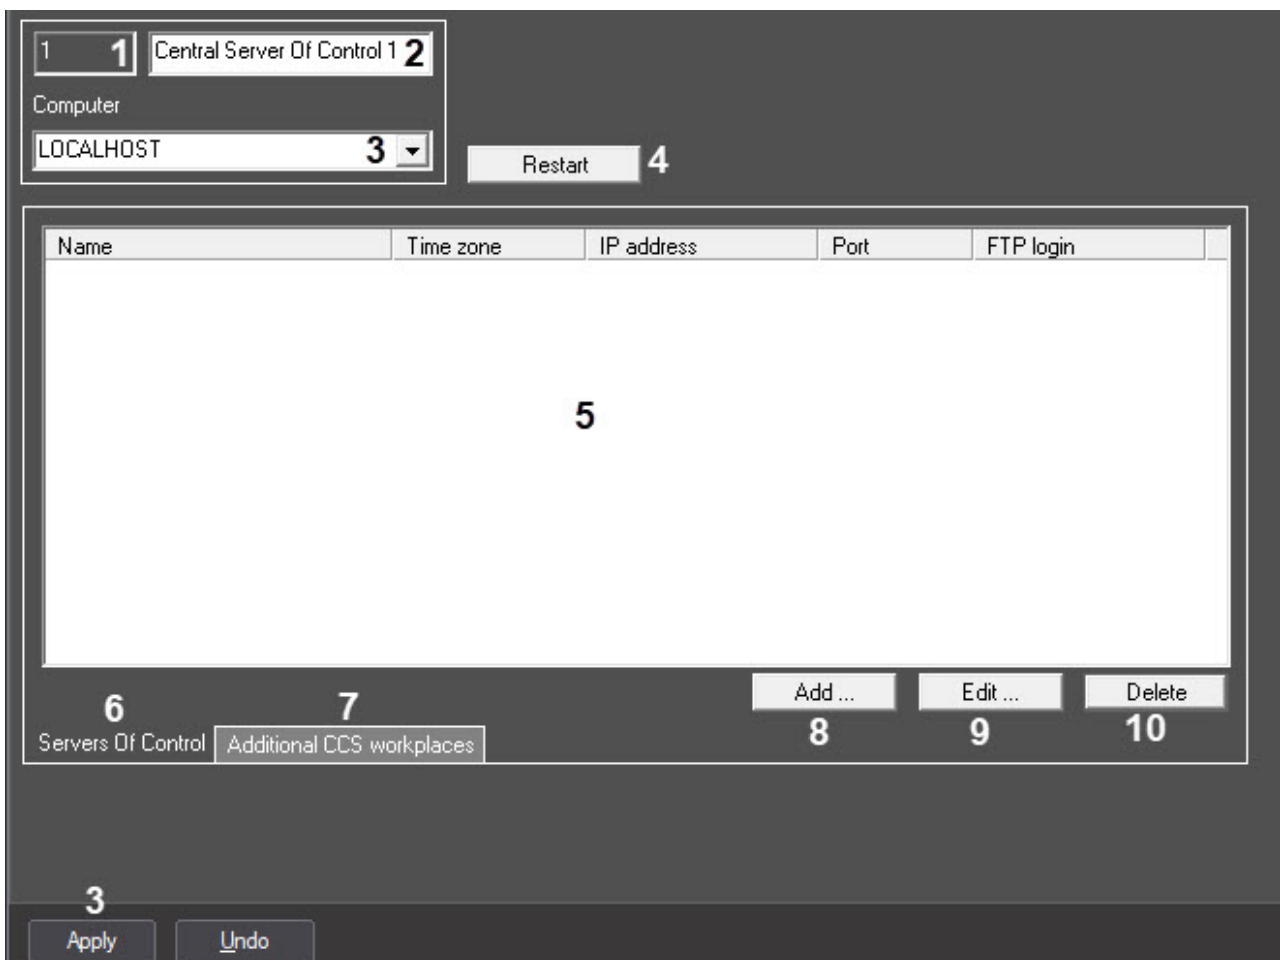 1 1 Central Server Of Control 1 2
Computer
LOCALHOST 3
Restart 4
Name Time zone IP address Port FTP login
5
Add ... Edit ... Delete
6 7 8 9 10
Servers Of Control Additional CCS workplaces
3
Apply Undo